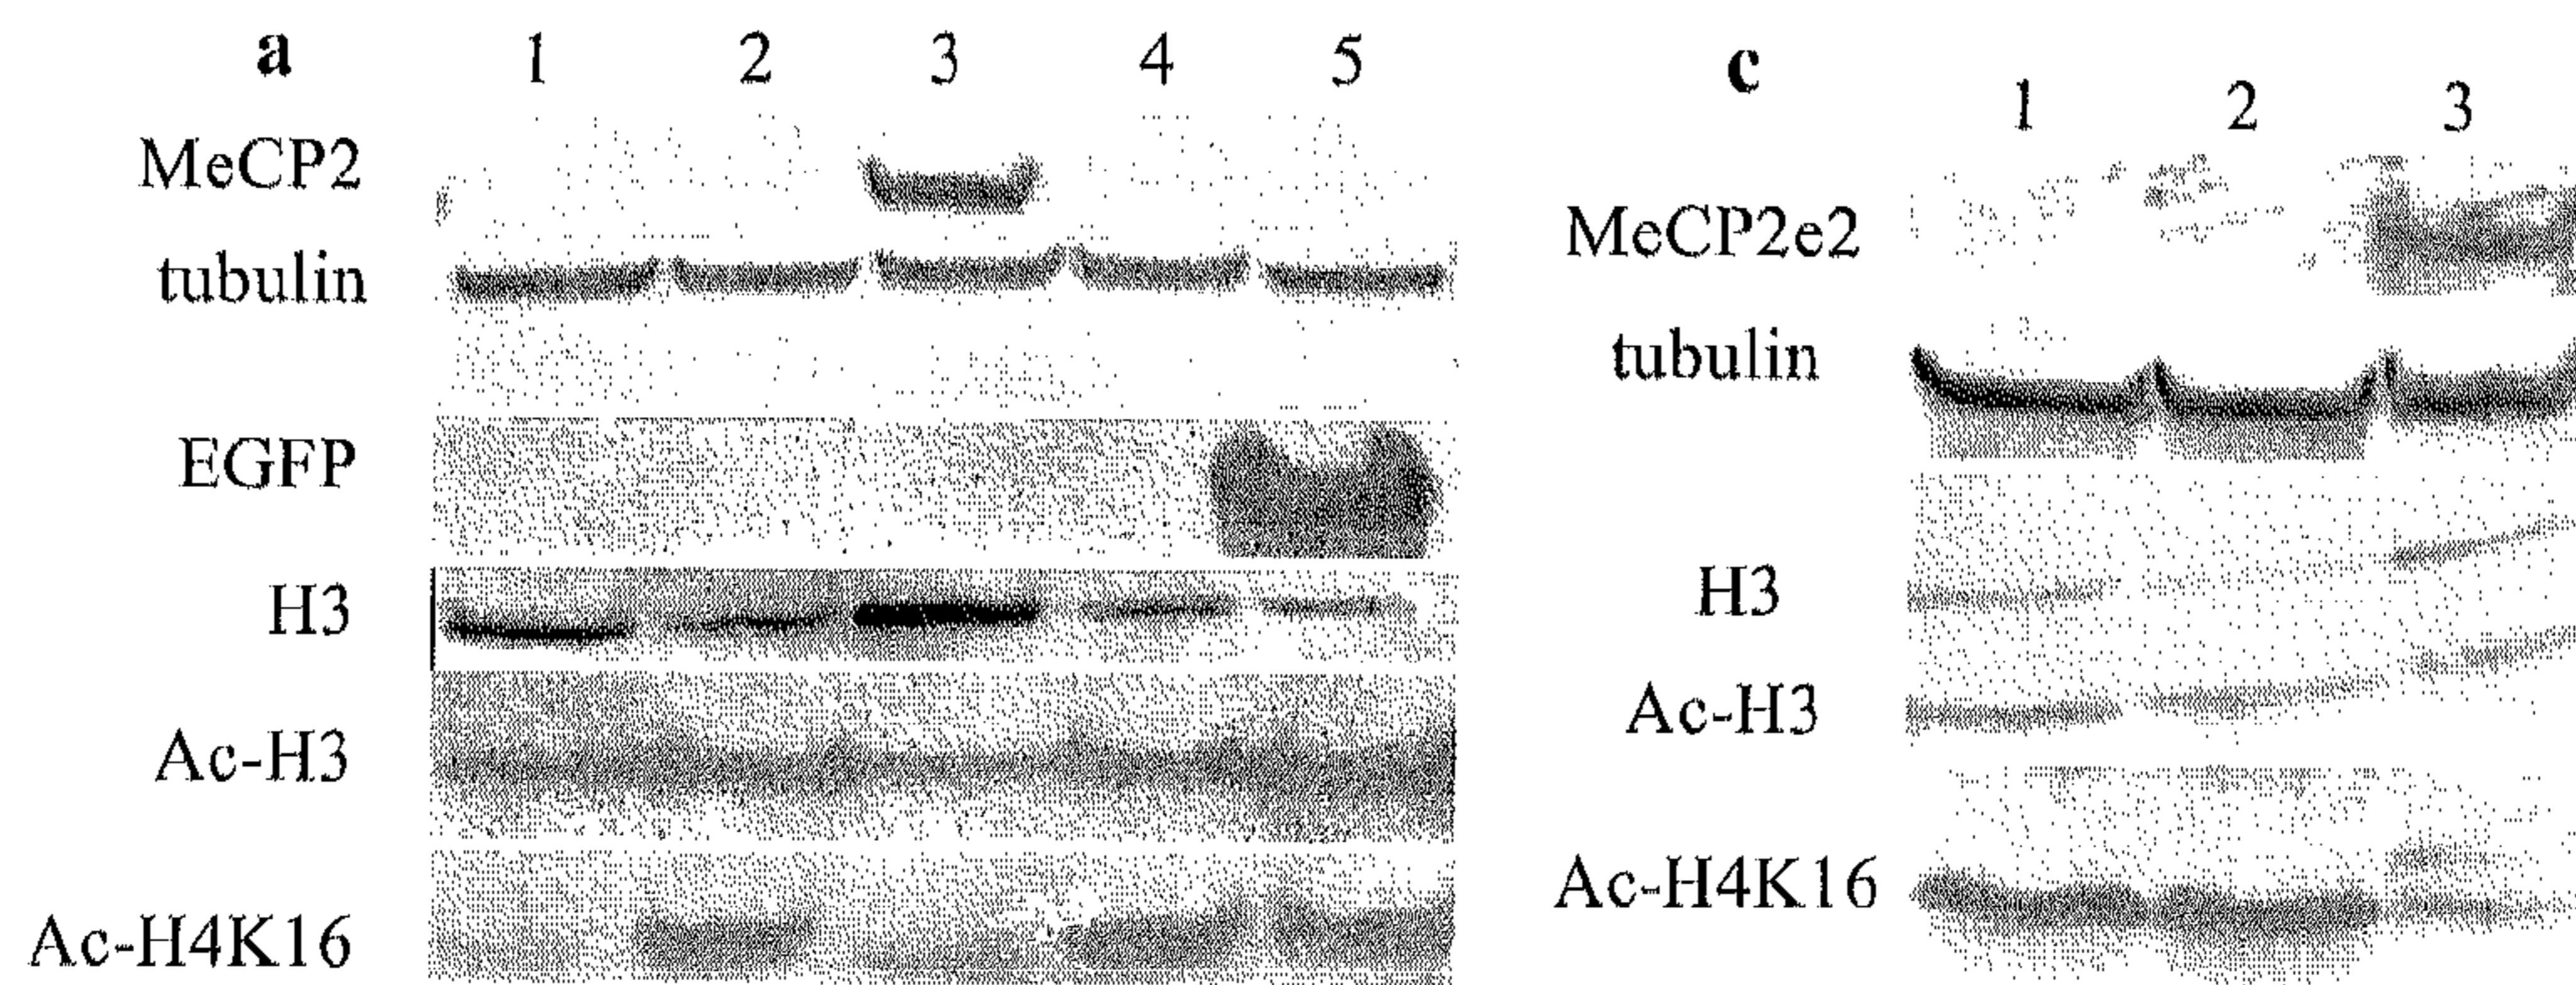 a 1 2 3 4 5
MeCP2
tubulin
EGFP
H3
Ac-H3
Ac-H4K16
c 1 2 3
MeCP2e2
tubulin
H3
Ac-H3
Ac-H4K16